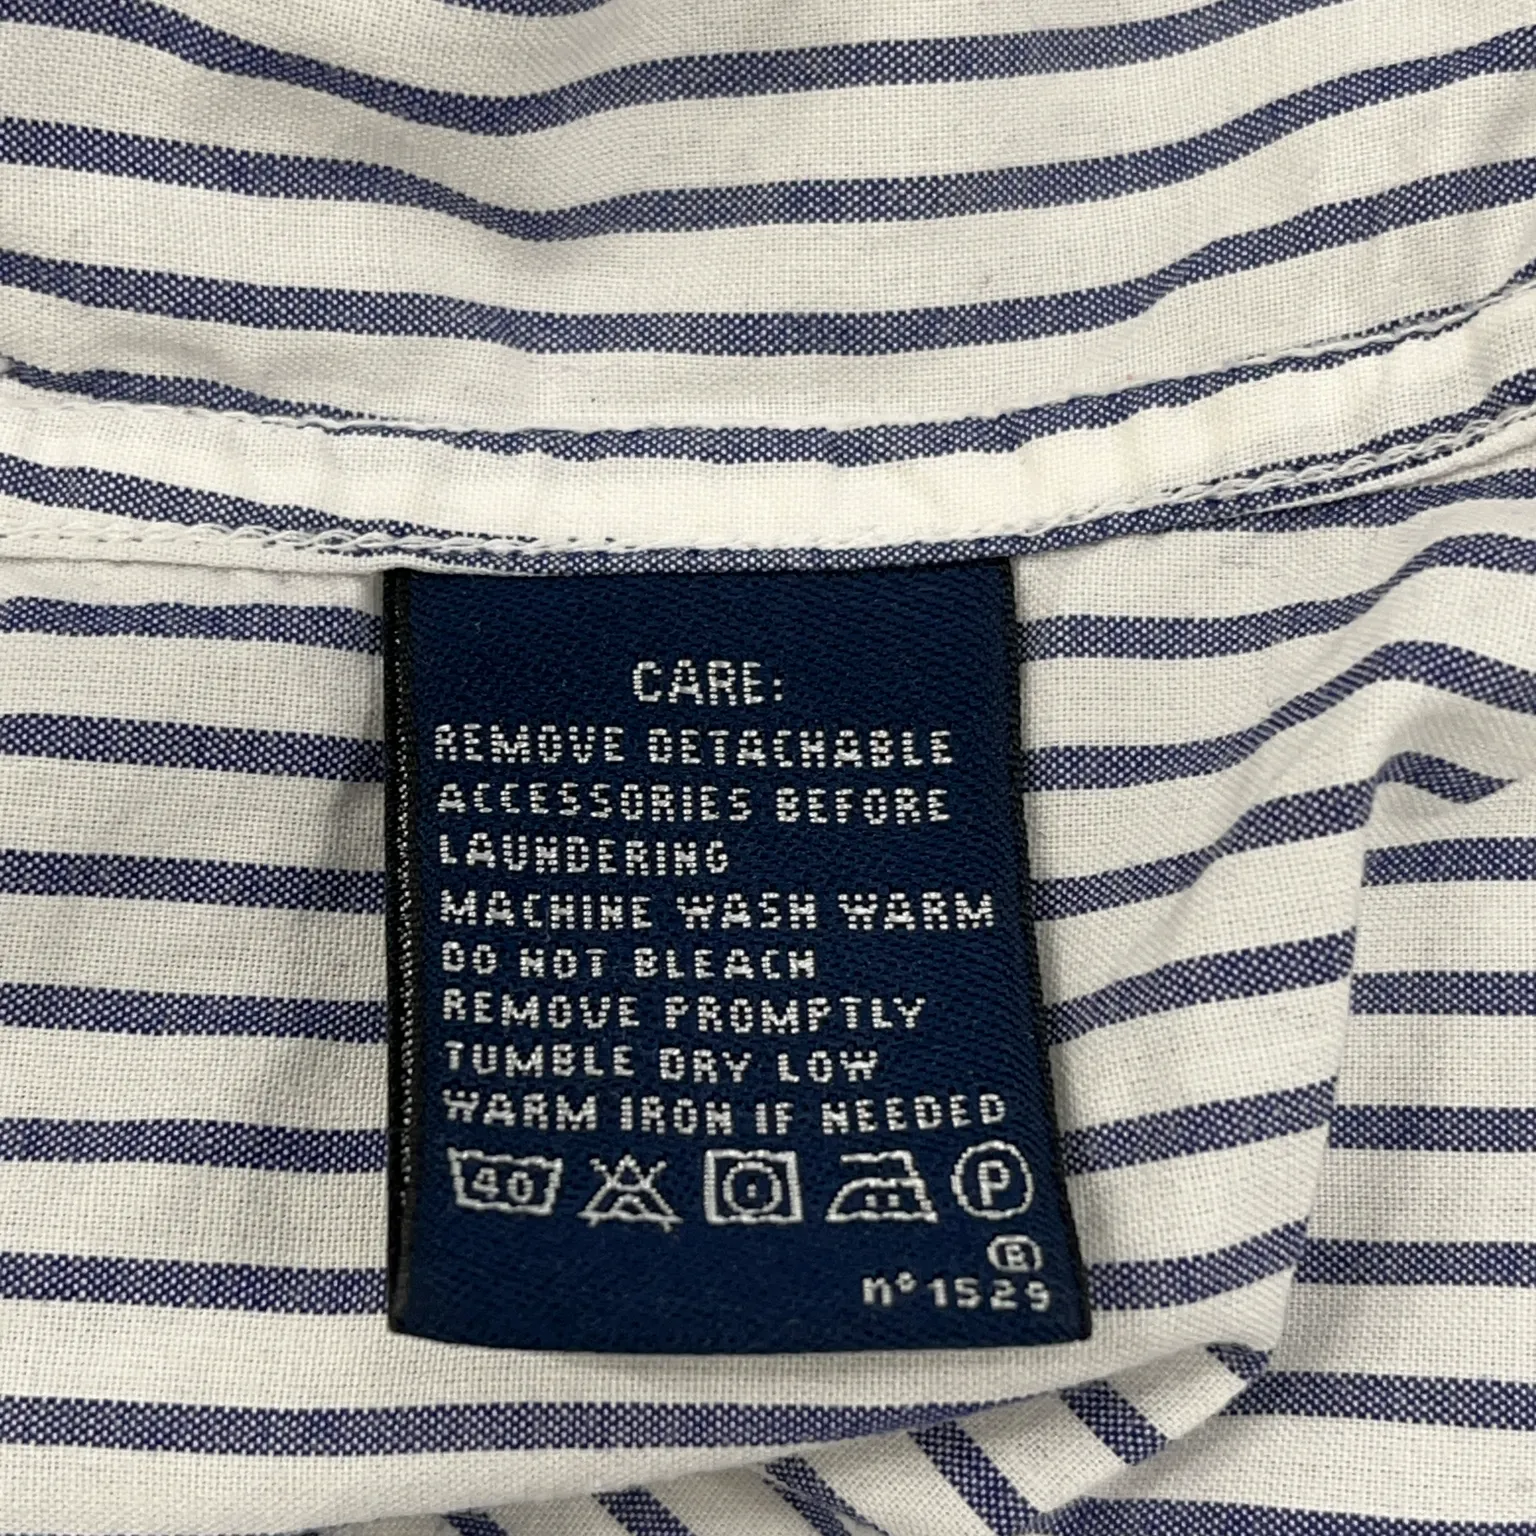 CARE:
REMOVE DETACHABLE
ACCESSORIES BEFORE
LAUNDERING
MACHINE WASH WARM
DO NOT BLEACH
REMOVE PROMPTLY
TUMBLE DRY LOW
WARM IRON IF NEEDED
40 P
E
n° 1529